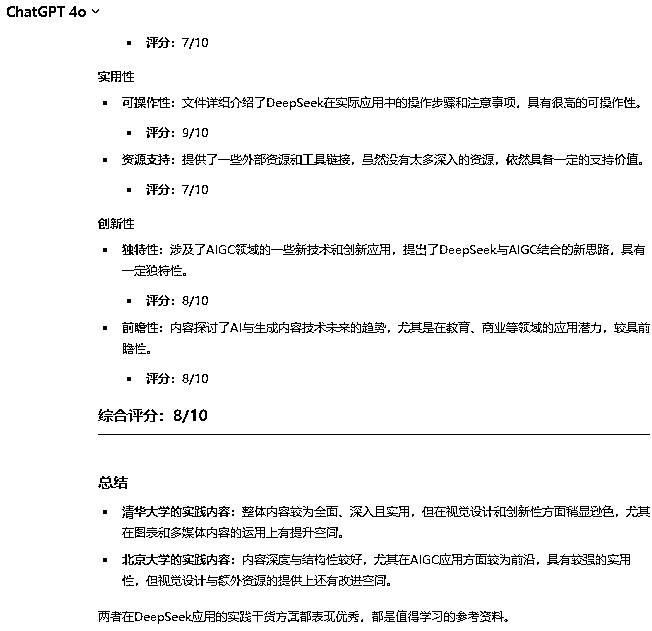 ChatGPT 4o
评分：7/10
实用性
可操作性：文件详细介绍了DeepSeek在实际应用中的操作步骤和注意事项，具有很高的可操作性。
评分：9/10
资源支持：提供了一些外部资源和工具链接，虽然没有太多深入的资源，依然具备一定的支持价值。
评分：7/10
创新性
独特性：涉及了AIGC领域的一些新技术和创新应用，提出了DeepSeek与AIGC结合的新思路，具有
一定独特性。
评分：8/10
前瞻性：内容探讨了AI与生成内容技术未来的趋势，尤其是在教育、商业等领域的应用潜力，较具前
瞻性。
评分：8/10
综合评分：8/10
总结
清华大学的实践内容：整体内容较为全面、深入且实用，但在视觉设计和创新性方面稍显逊色，尤其
在图表和多媒体内容的运用上有提升空间。
北京大学的实践内容：内容深度与结构性较好，尤其在AIGC应用方面较为前沿，具有较强的实用
性，但视觉设计与额外资源的提供上还有改进空间。
两者在DeepSeek应用的实践干货方面都表现优秀，都是值得学习的参考资料。